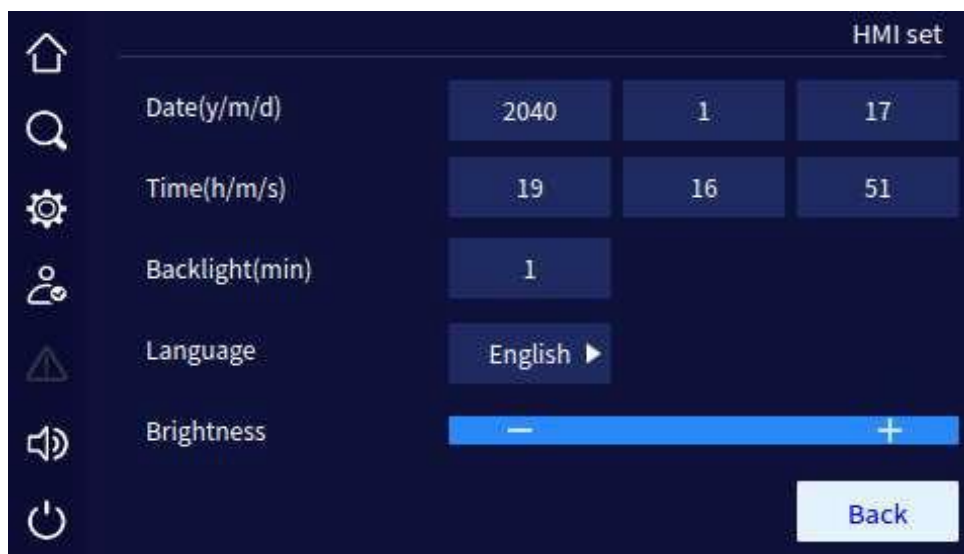 HMI set
Date(y/m/d) 2040 1 17
Time(h/m/s) 19 16 51
Backlight(min) 1
Language English
Brightness − +
Back